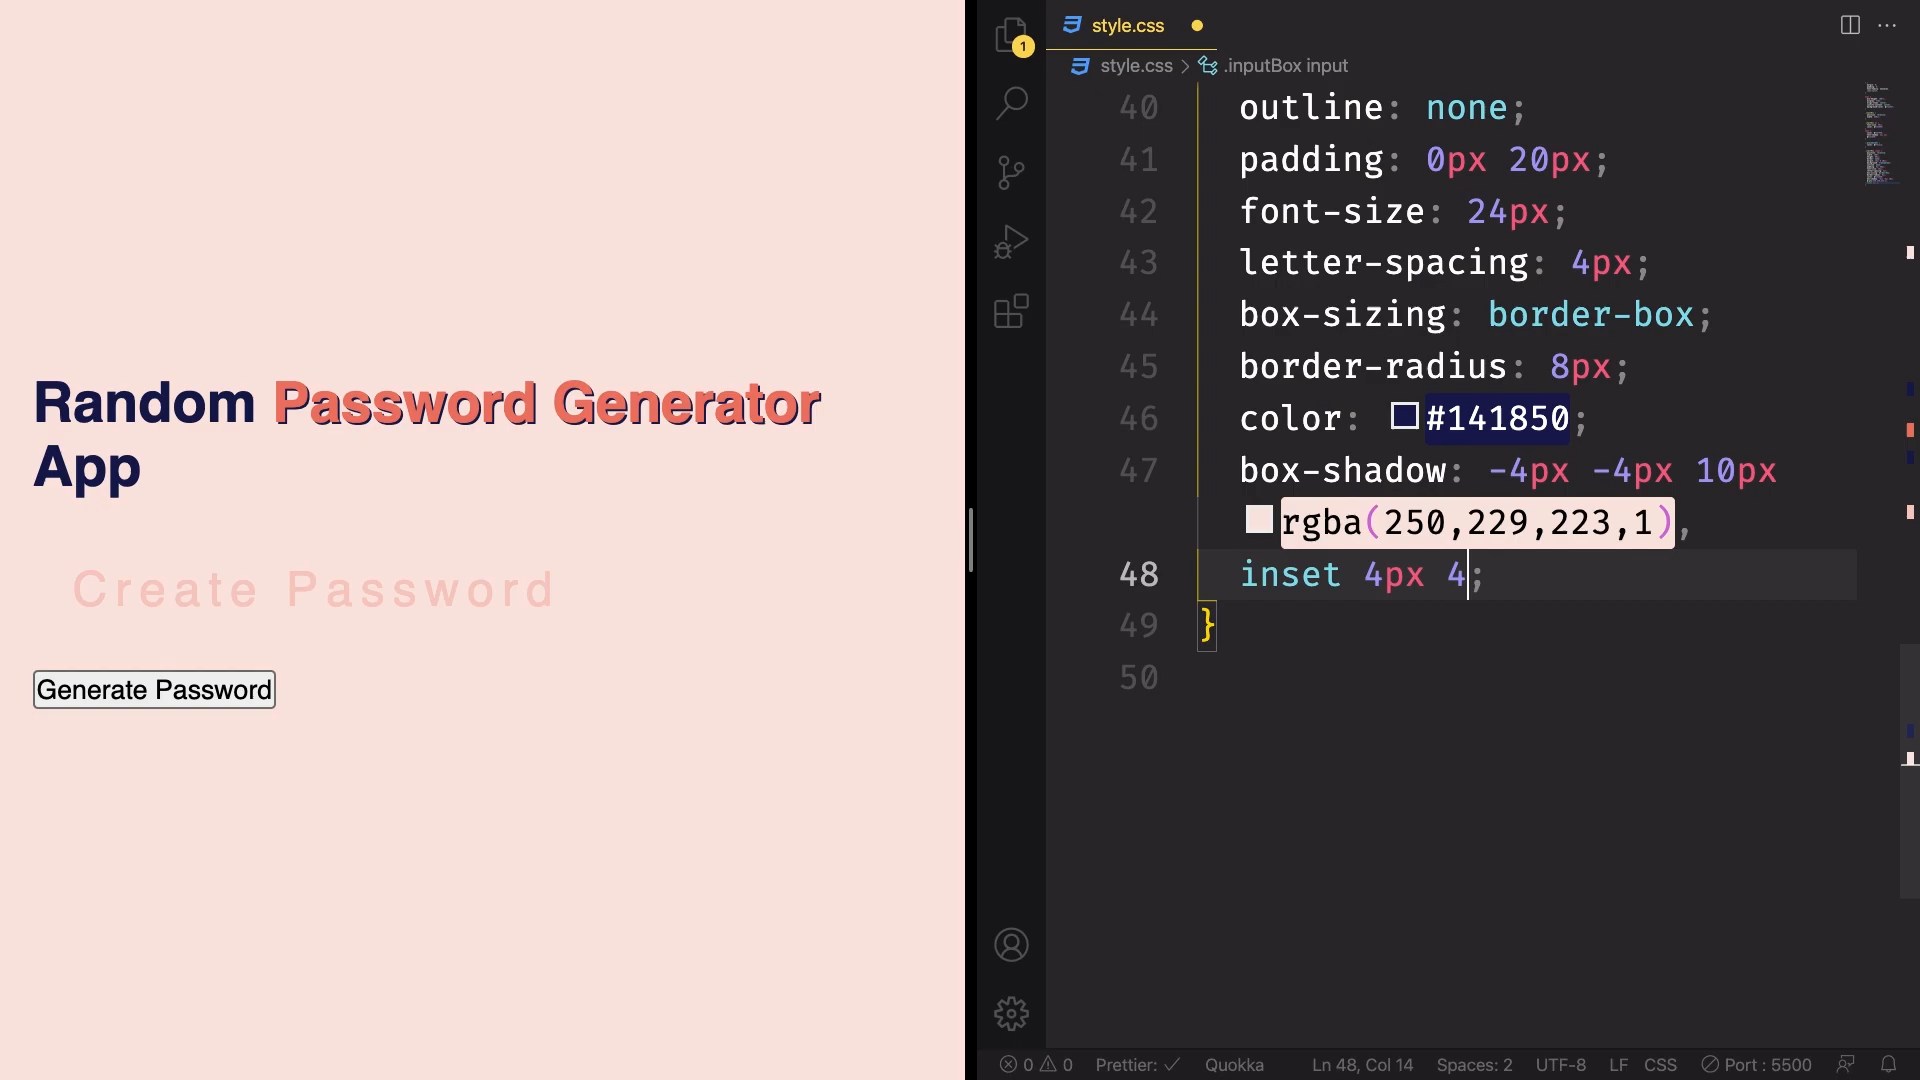 Random Password Generator
App
Create Password
Generate Password
1
style.css
style.css > .inputBox input
40 outline: none;
41 padding: 0px 20px;
42 font-size: 24px;
43 letter-spacing: 4px;
44 box-sizing: border-box;
45 border-radius: 8px;
46 color: #141850;
47 box-shadow: -4px -4px 10px
rgba(250,229,223,1),
48 inset 4px 4;
49 }
50
0 0 Prettier: ✓ Quokka Ln 48, Col 14 Spaces: 2 UTF-8 LF CSS Port : 5500